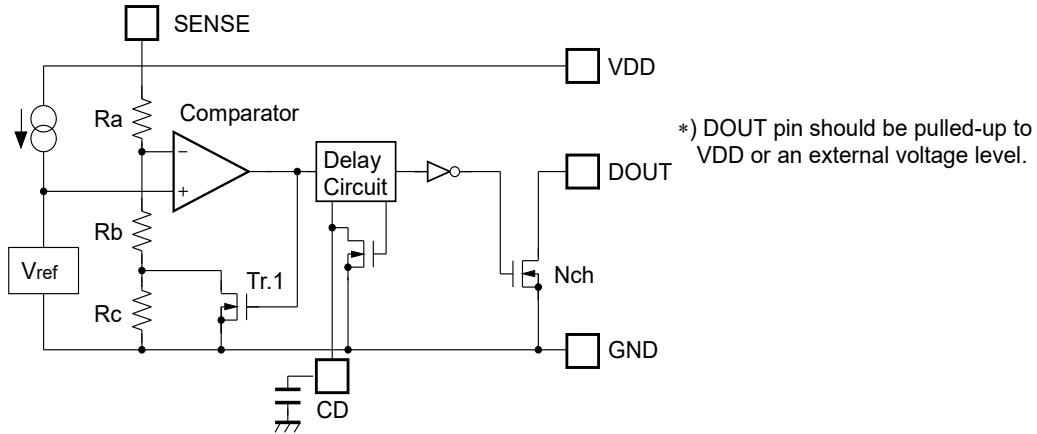 SENSE
VDD
Ra
Comparator
−
+
Delay
Circuit
DOUT
*) DOUT pin should be pulled-up to
VDD or an external voltage level.
Rb
Vref
Rc
Tr.1
Nch
GND
CD